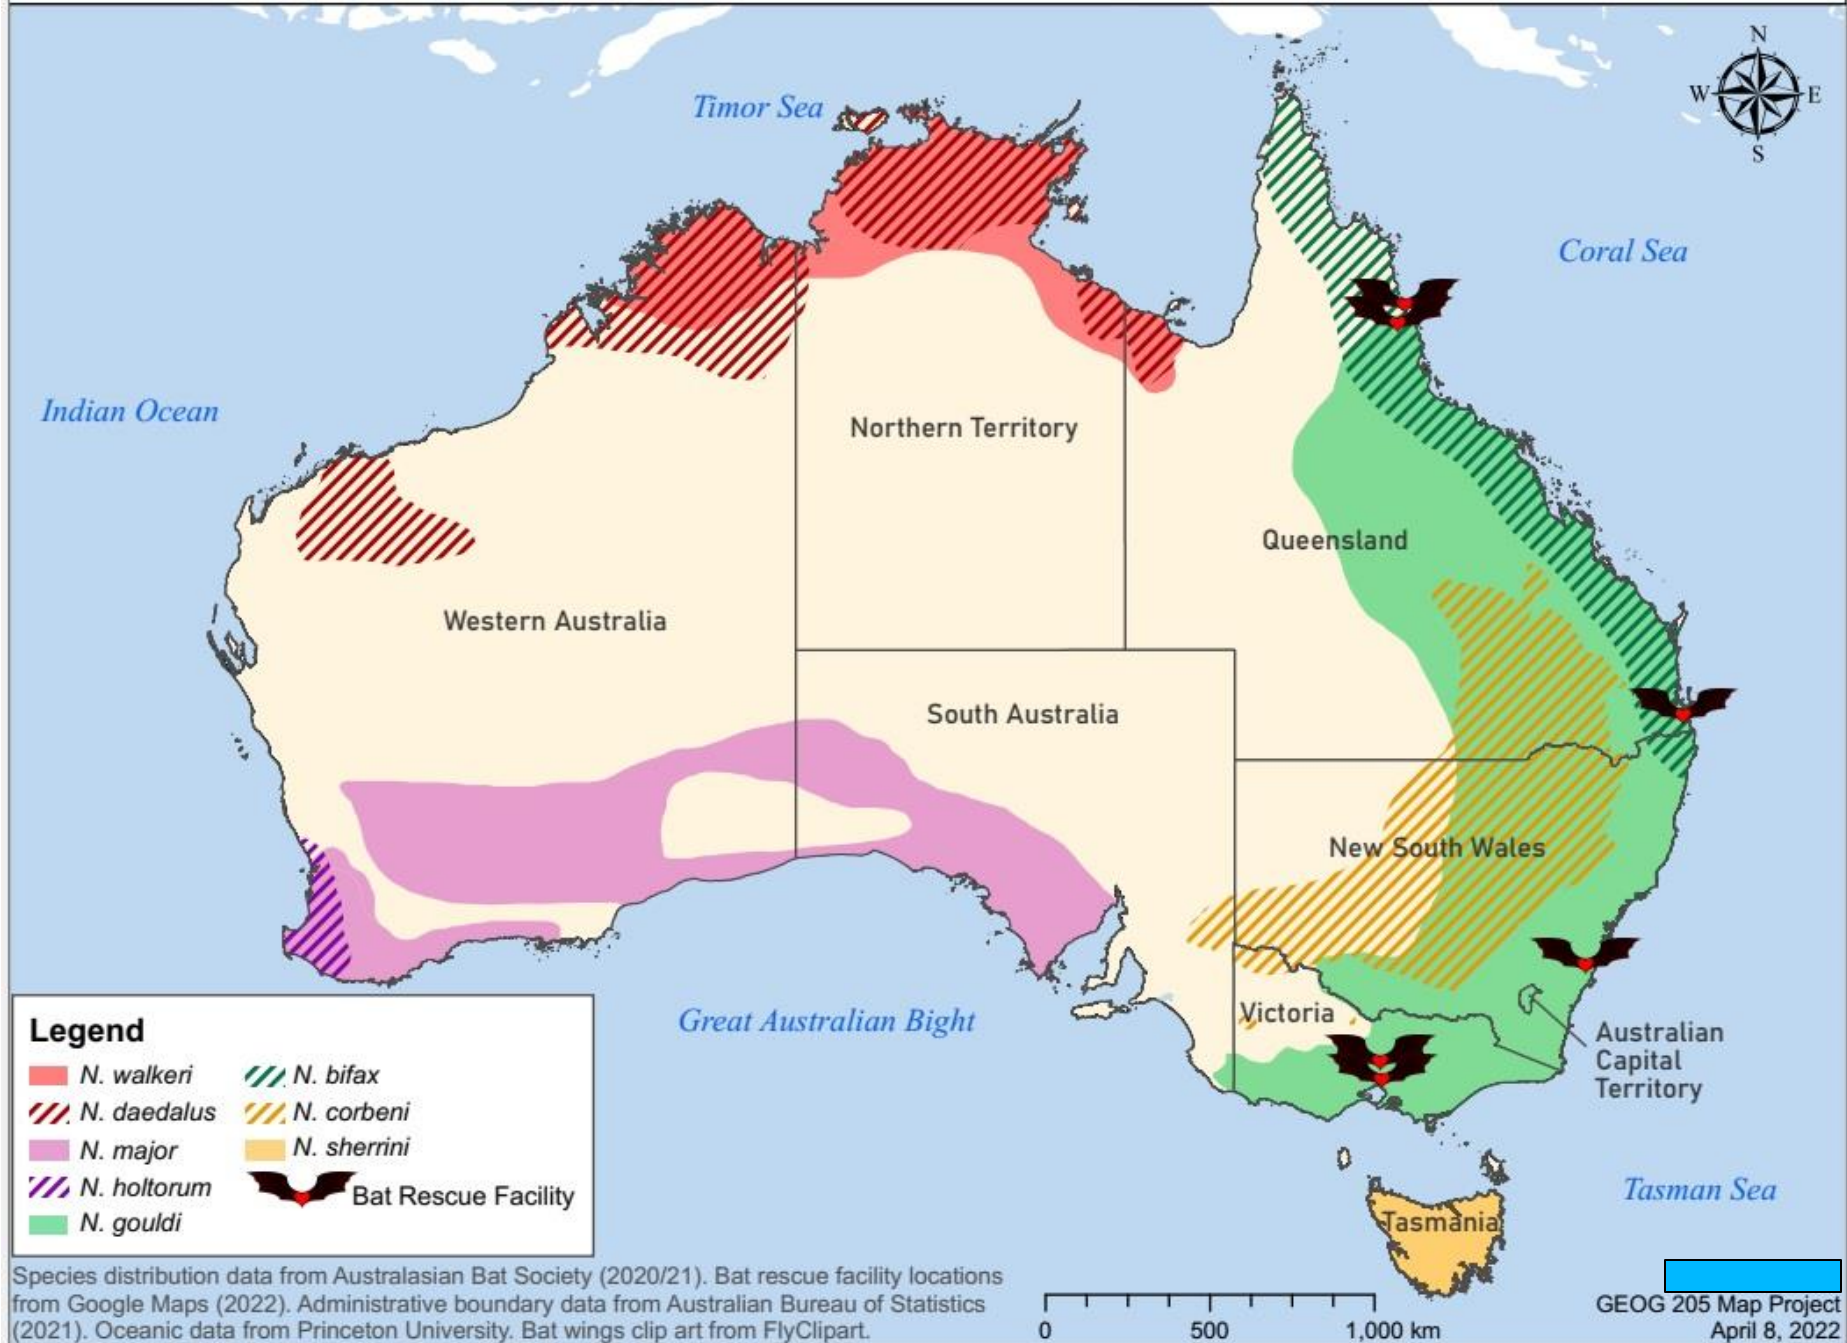 N
W E
S
Timor Sea
Coral Sea
Indian Ocean
Northern Territory
Queensland
Western Australia
South Australia
New South Wales
Victoria
Great Australian Bight
Australian
Capital
Territory
Tasman Sea
Tasmania
Legend
N. walkeri
N. daedalus
N. major
N. holtorum
N. gouldi
N. bifax
N. corbeni
N. sherrini
Bat Rescue Facility
Species distribution data from Australasian Bat Society (2020/21). Bat rescue facility locations
from Google Maps (2022). Administrative boundary data from Australian Bureau of Statistics
(2021). Oceanic data from Princeton University. Bat wings clip art from FlyClipart.
0 500 1,000 km
GEOG 205 Map Project
April 8, 2022